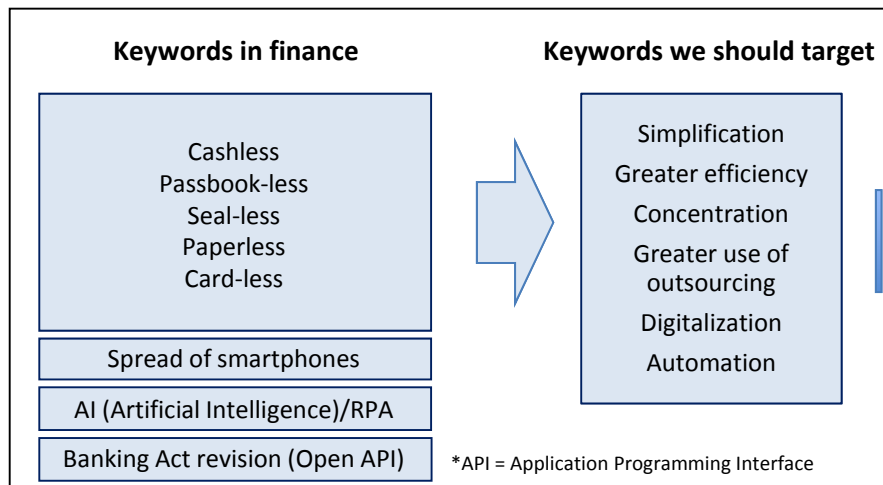 Keywords in finance
Cashless
Passbook-less
Seal-less
Paperless
Card-less
Spread of smartphones
AI (Artificial Intelligence)/RPA
Banking Act revision (Open API)
Keywords we should target
Simplification
Greater efficiency
Concentration
Greater use of
outsourcing
Digitalization
Automation
*API = Application Programming Interface